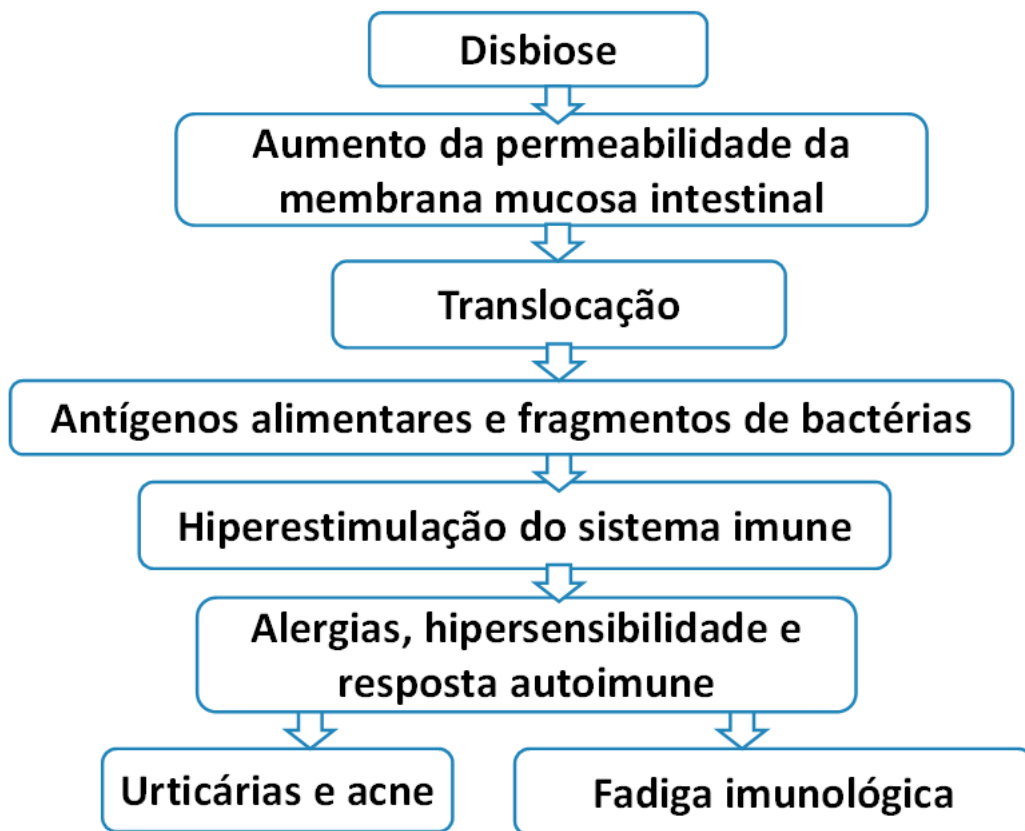 Disbiose
Aumento da permeabilidade da
membrana mucosa intestinal
Translocação
Antígenos alimentares e fragmentos de bactérias
Hiperestimulação do sistema imune
Alergias, hipersensibilidade e
resposta autoimune
Urticárias e acne
Fadiga imunológica